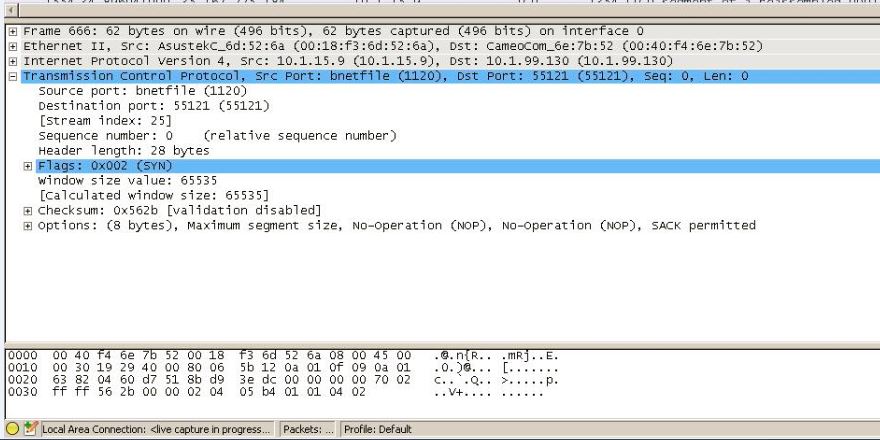 Frame 666: 62 bytes on wire (496 bits), 62 bytes captured (496 bits) on interface 0
Ethernet II, Src: AsustekC_6d:52:6a (00:18:f3:6d:52:6a), Dst: CameoCom_6e:7b:52 (00:40:f4:6e:7b:52)
Internet Protocol Version 4, Src: 10.1.15.9 (10.1.15.9), Dst: 10.1.99.130 (10.1.99.130)
Transmission Control Protocol, Src Port: bnetfile (1120), Dst Port: 55121 (55121), Seq: 0, Len: 0
Source port: bnetfile (1120)
Destination port: 55121 (55121)
[Stream index: 25]
Sequence number: 0 (relative sequence number)
Header length: 28 bytes
Flags: 0x002 (SYN)
Window size value: 65535
[Calculated window size: 65535]
Checksum: 0x562b [validation disabled]
Options: (8 bytes), Maximum segment size, No-Operation (NOP), No-Operation (NOP), SACK permitted
0000 00 40 f4 6e 7b 52 00 18 f3 6d 52 6a 08 00 45 00 .@.n{R.. .mRj..E.
0010 00 30 19 29 40 00 80 06 5b 12 0a 01 0f 09 0a 01 .0.)@... [.......
0020 63 82 04 60 d7 51 8b d9 3e dc 00 00 00 00 70 02 c..`.Q.. >.....p.
0030 ff ff 56 2b 00 00 02 04 05 b4 01 01 04 02 ..V+.... ......
Local Area Connection: <live capture in progress... Packets: ... Profile: Default